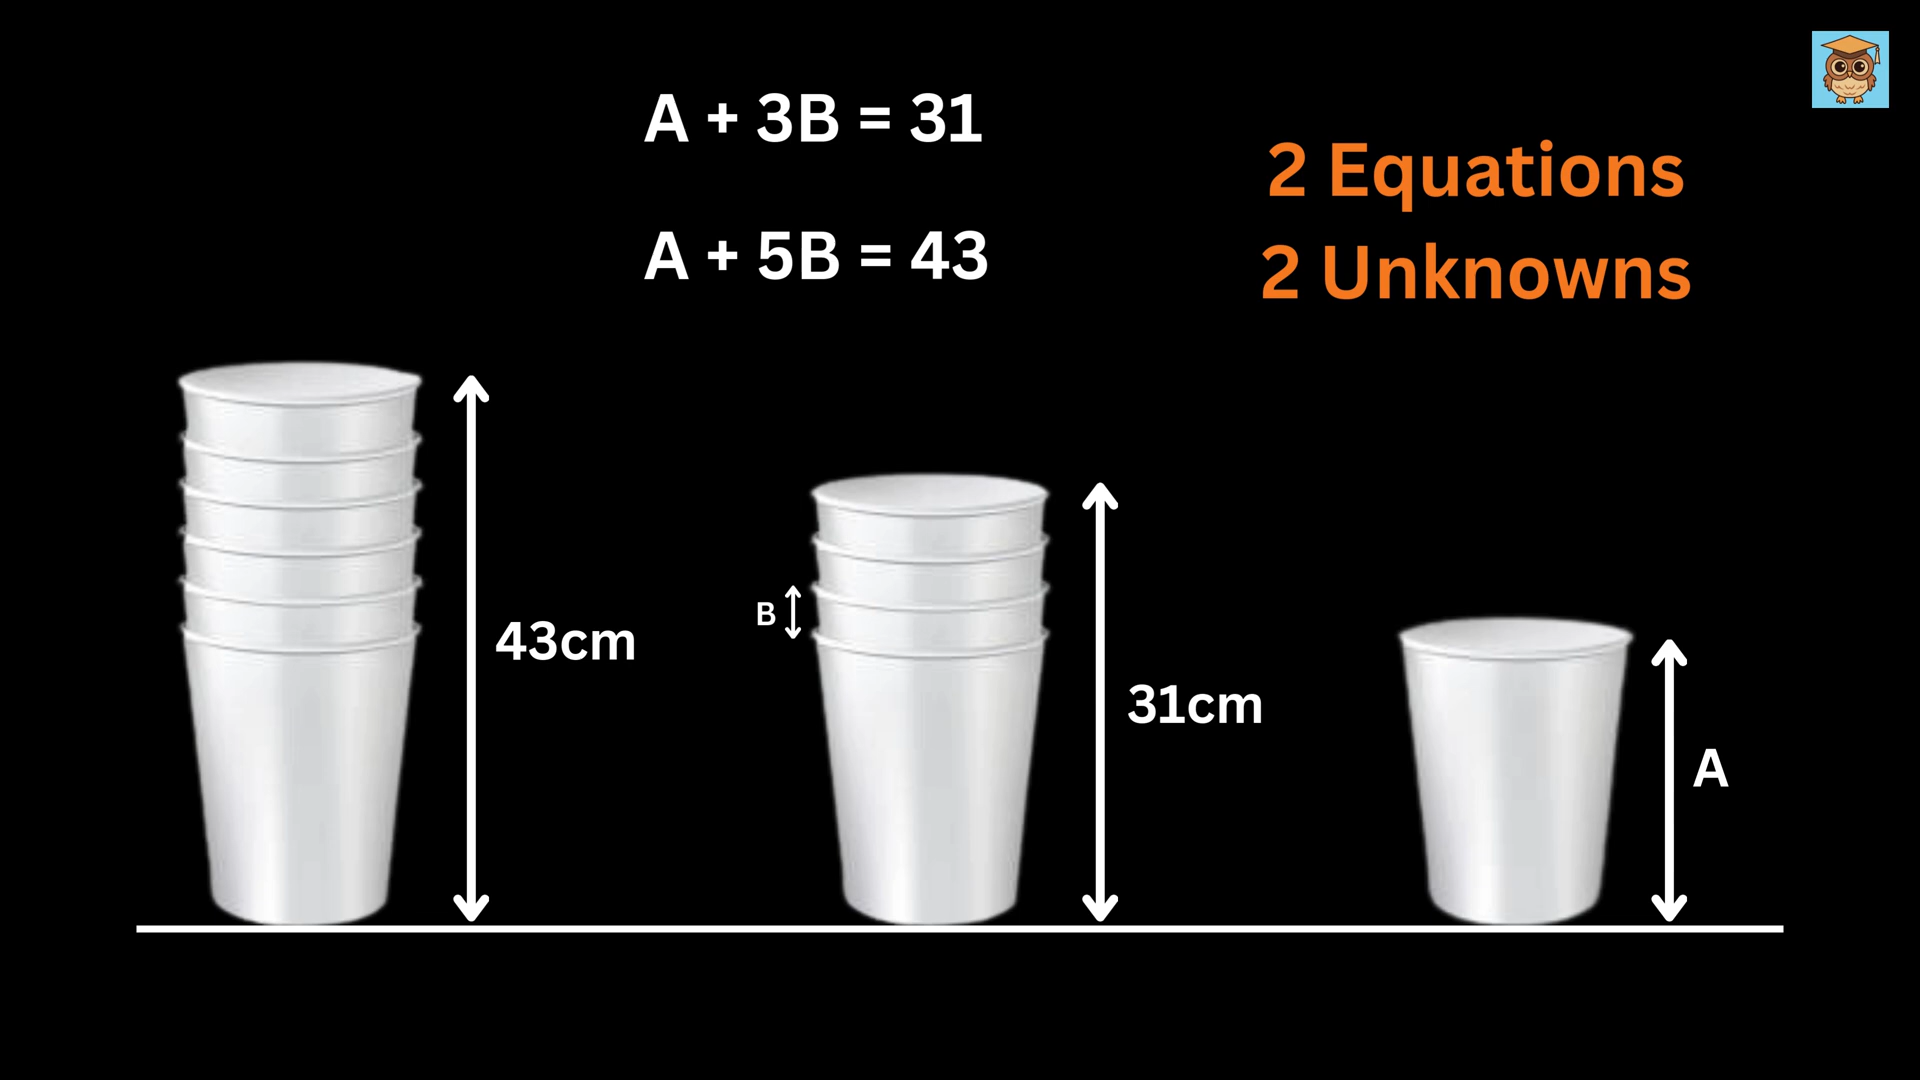 A + 3B = 31
A + 5B = 43
2 Equations
2 Unknowns
43cm
B
31cm
A